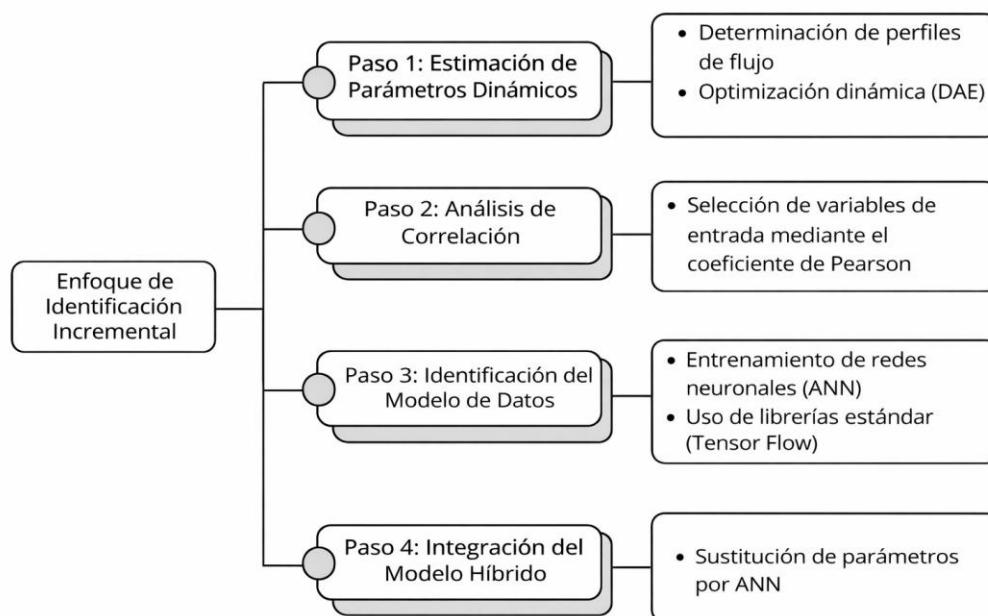 Enfoque de
Identificación
Incremental
Paso 1: Estimación de
Parámetros Dinámicos
• Determinación de perfiles
de flujo
• Optimización dinámica (DAE)
Paso 2: Análisis de
Correlación
• Selección de variables de
entrada mediante el
coeficiente de Pearson
Paso 3: Identificación del
Modelo de Datos
• Entrenamiento de redes
neuronales (ANN)
• Uso de librerías estándar
(Tensor Flow)
Paso 4: Integración del
Modelo Híbrido
• Sustitución de parámetros
por ANN